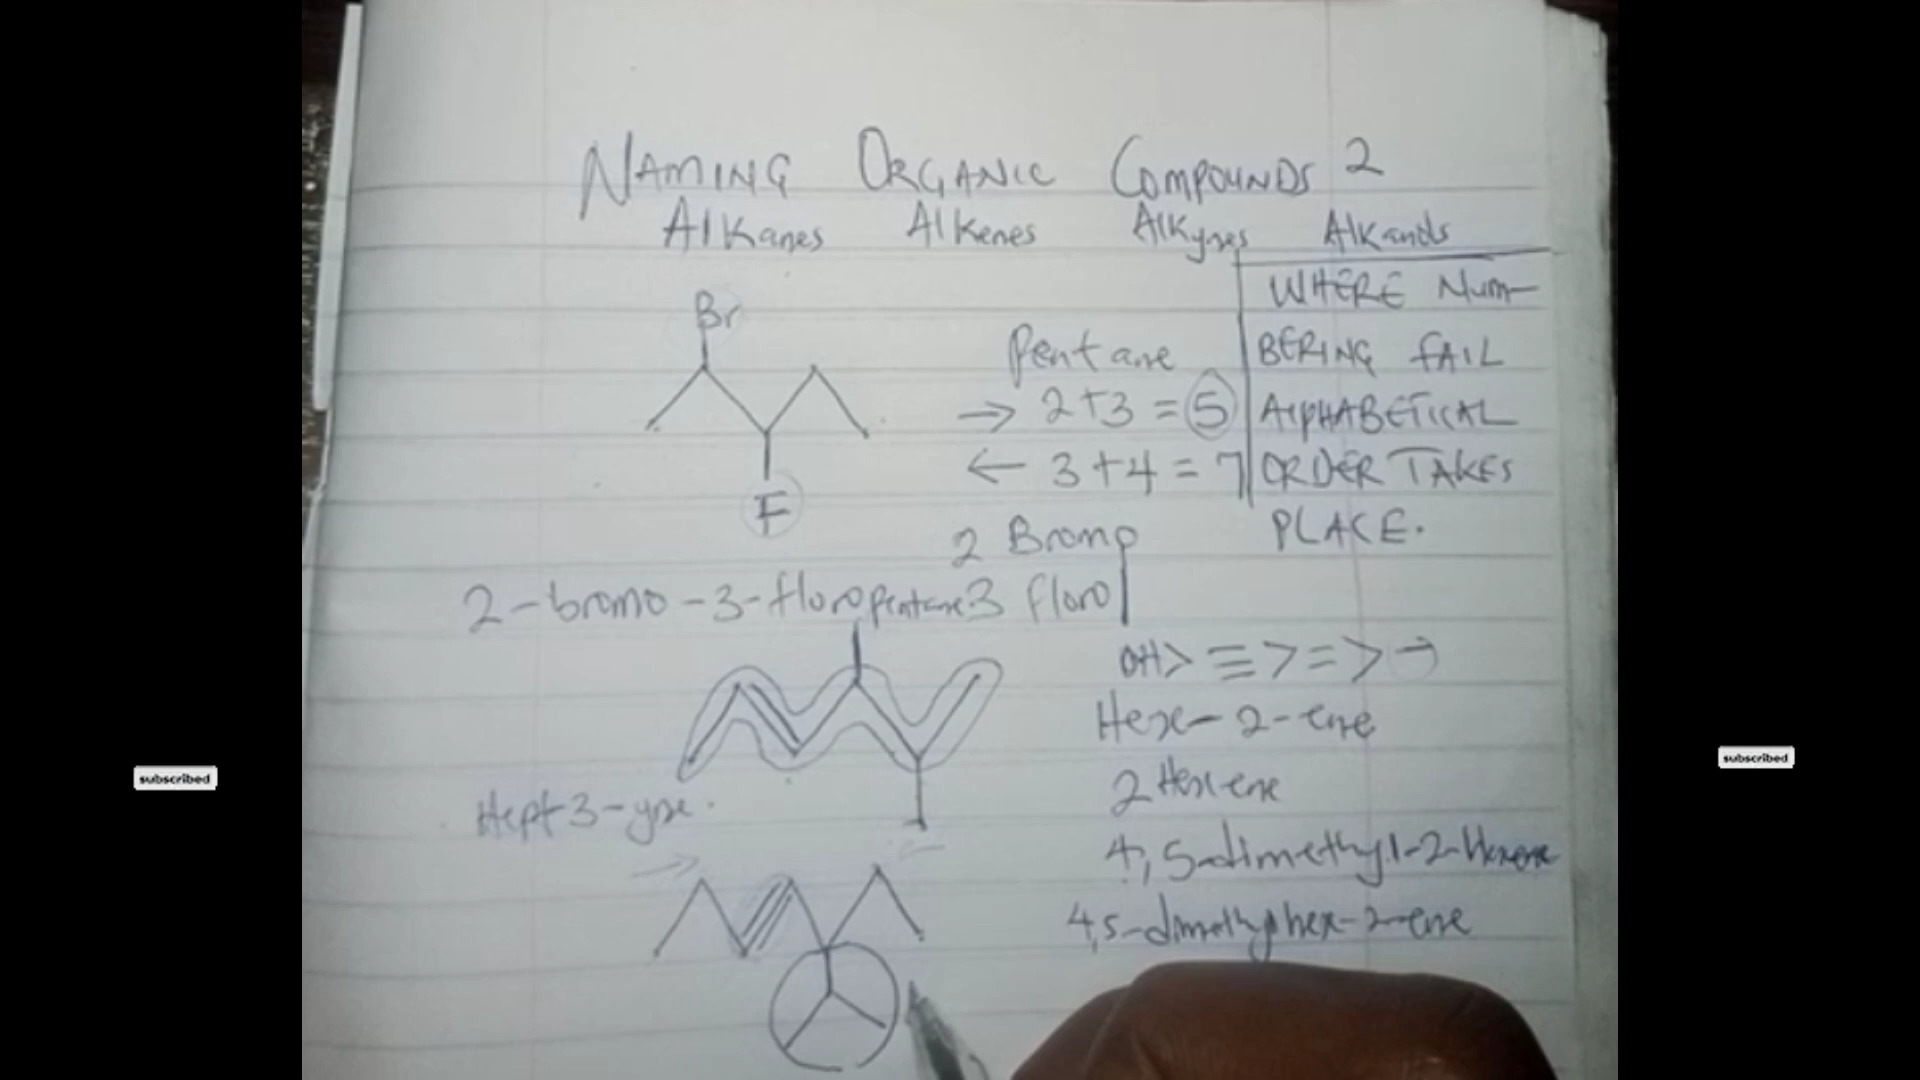 NAMING ORGANIC COMPOUNDS 2
Alkanes Alkenes Alkynes Alkanols
WHERE NUM-
BERING FAIL
ALPHABETICAL
ORDER TAKES
PLACE.
Br
F
Pentane
→ 2+3 = 5
← 3+4 = 7
2 Bromo
3 floro
2-bromo-3-floropentane
OH > ≡ > = > -
Hex-2-ene
2 Hexene
4,5-dimethyl-2-Hexene
4,5-dimethylhex-2-ene
Hept-3-yne.
subscribed
subscribed